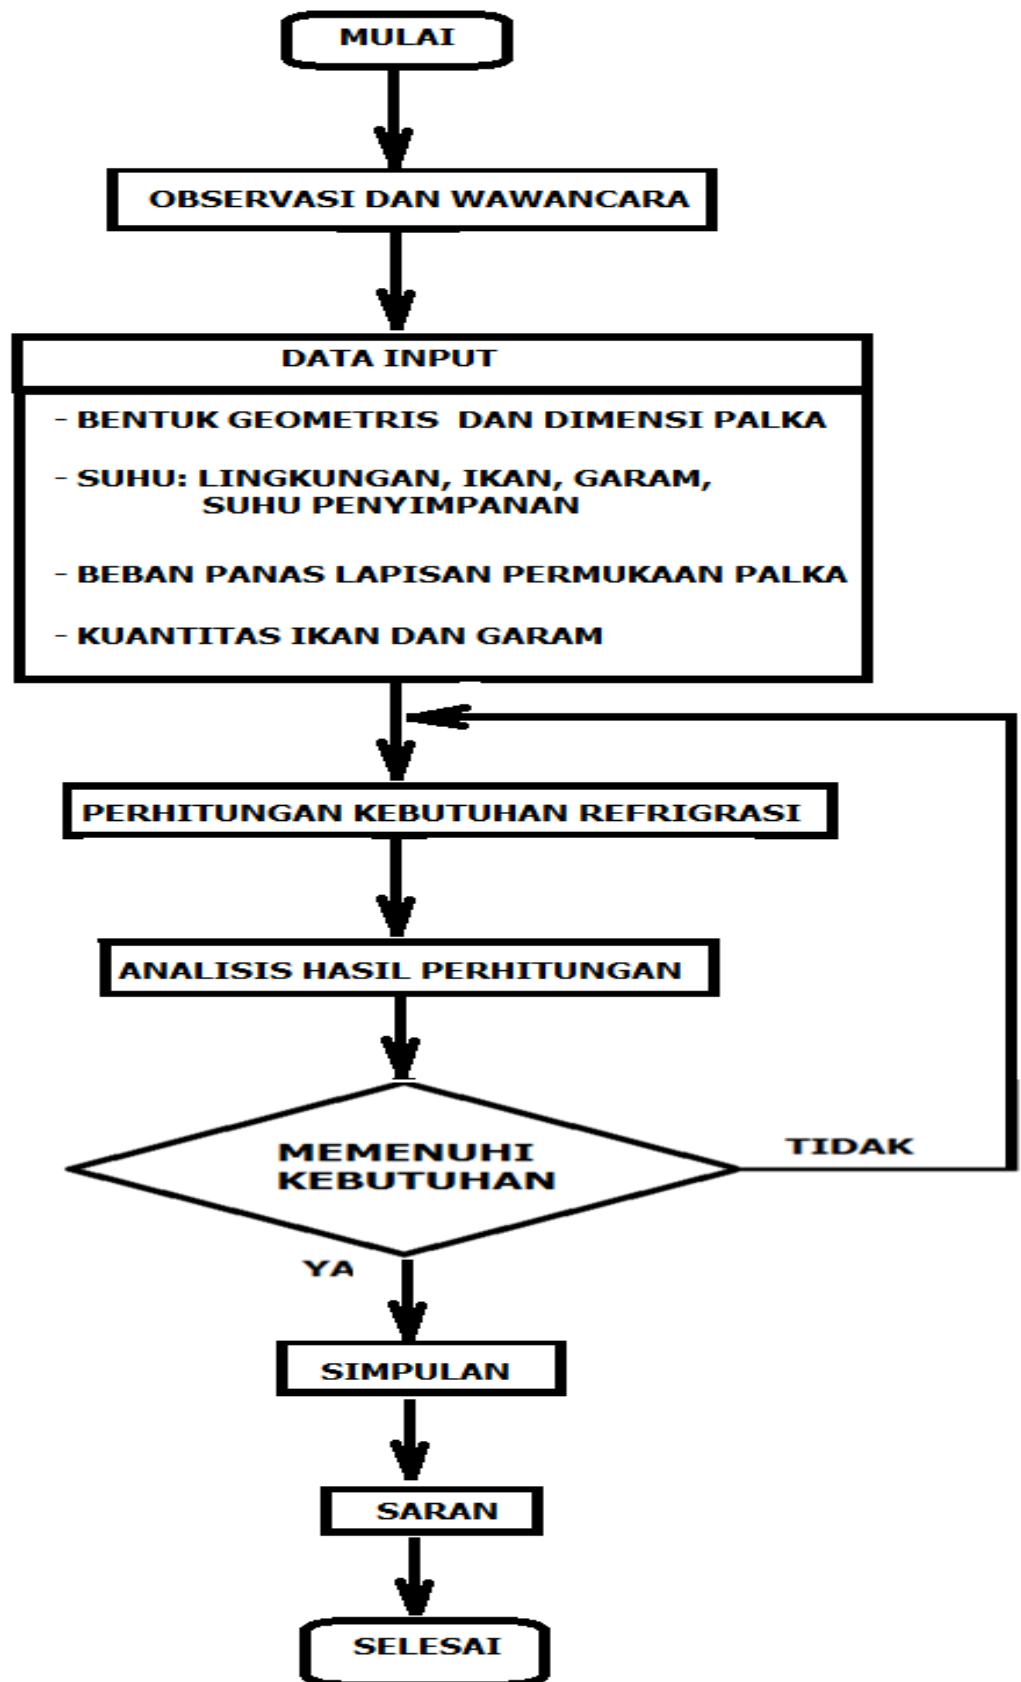 MULAI
OBSERVASI DAN WAWANCARA
DATA INPUT
- BENTUK GEOMETRIS DAN DIMENSI PALKA
- SUHU: LINGKUNGAN, IKAN, GARAM,
SUHU PENYIMPANAN
- BEBAN PANAS LAPISAN PERMUKAAN PALKA
- KUANTITAS IKAN DAN GARAM
PERHITUNGAN KEBUTUHAN REFRIGRASI
ANALISIS HASIL PERHITUNGAN
MEMENUHI
KEBUTUHAN
TIDAK
YA
SIMPULAN
SARAN
SELESAI